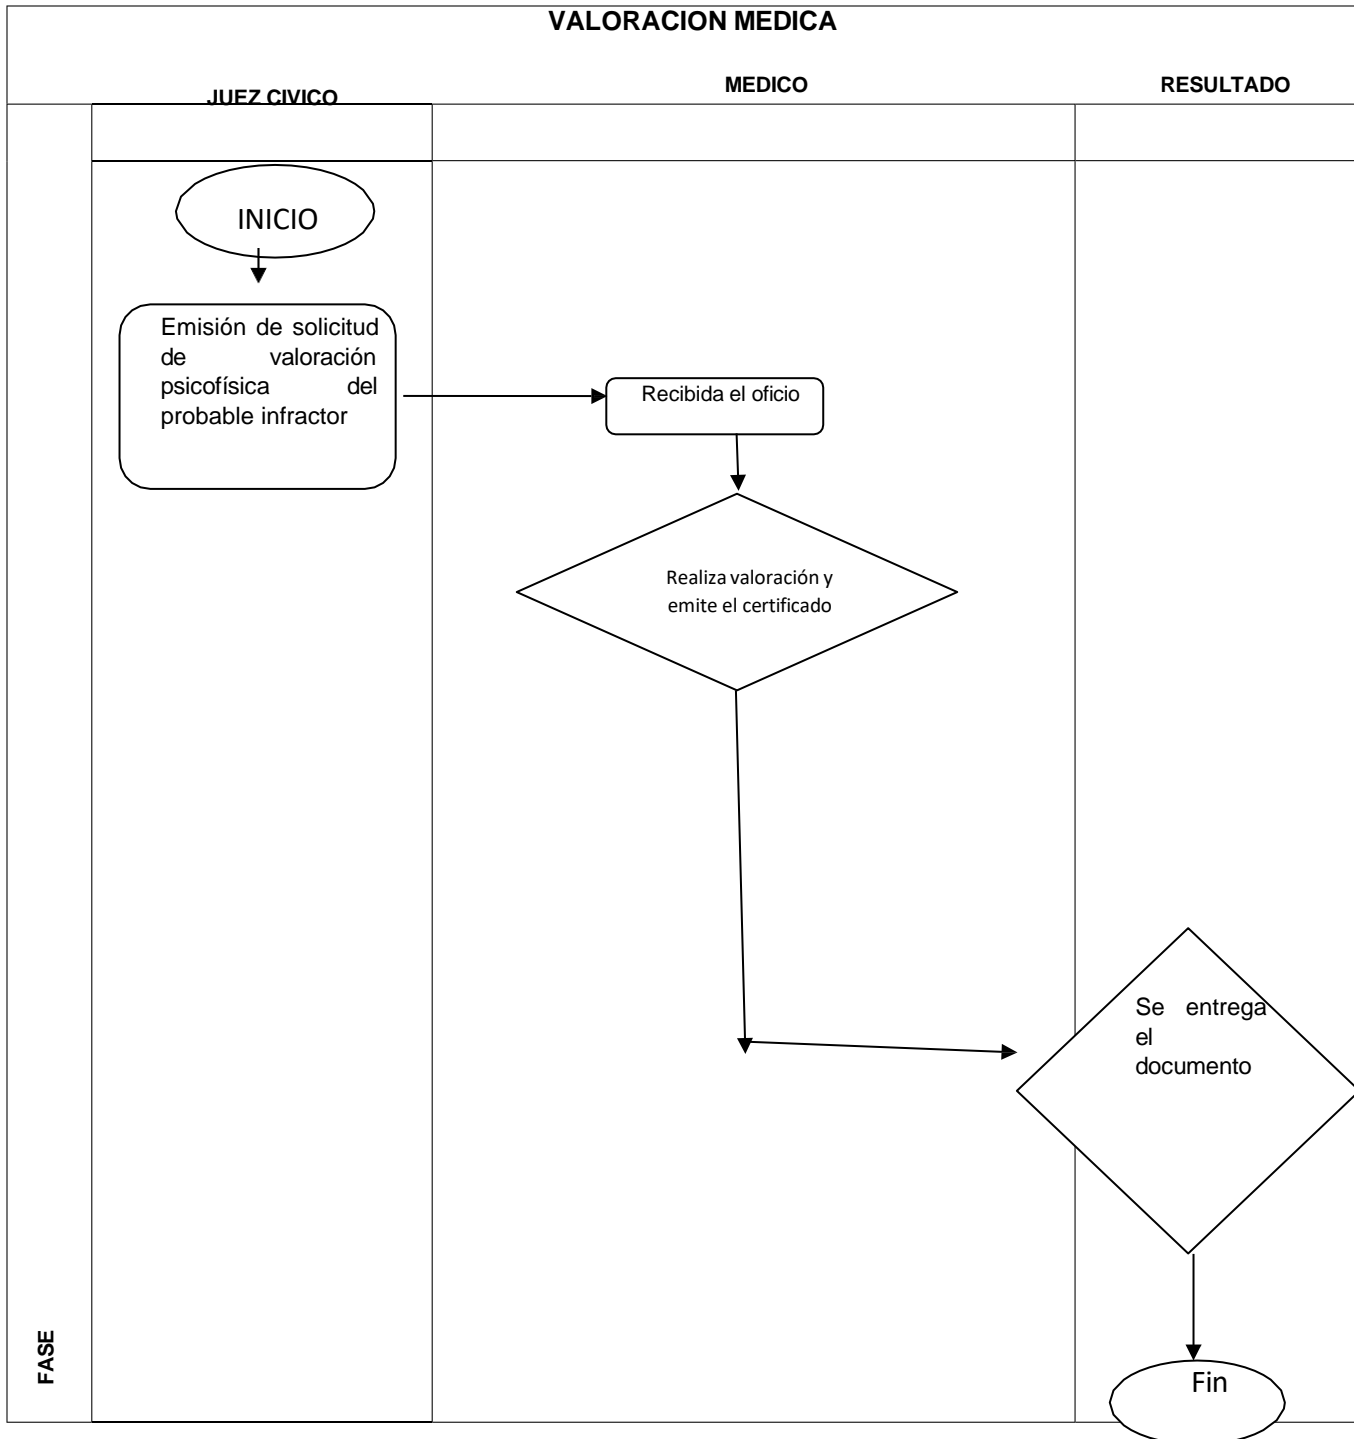 VALORACION MEDICA
JUEZ CIVICO
MEDICO
RESULTADO
INICIO
Emisión de solicitud
de valoración
psicofísica del
probable infractor
Recibida el oficio
Realiza valoración y
emite el certificado
Se entrega
el
documento
FASE
Fin